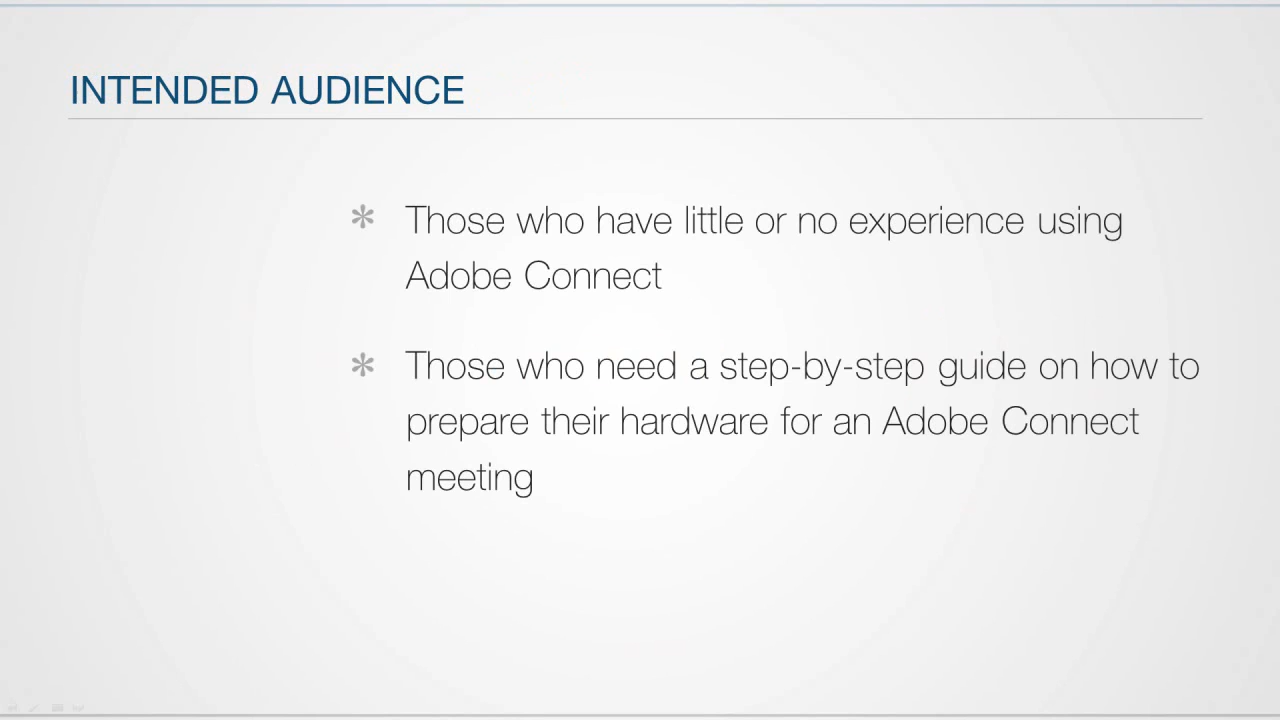 INTENDED AUDIENCE
* Those who have little or no experience using
Adobe Connect
* Those who need a step-by-step guide on how to
prepare their hardware for an Adobe Connect
meeting